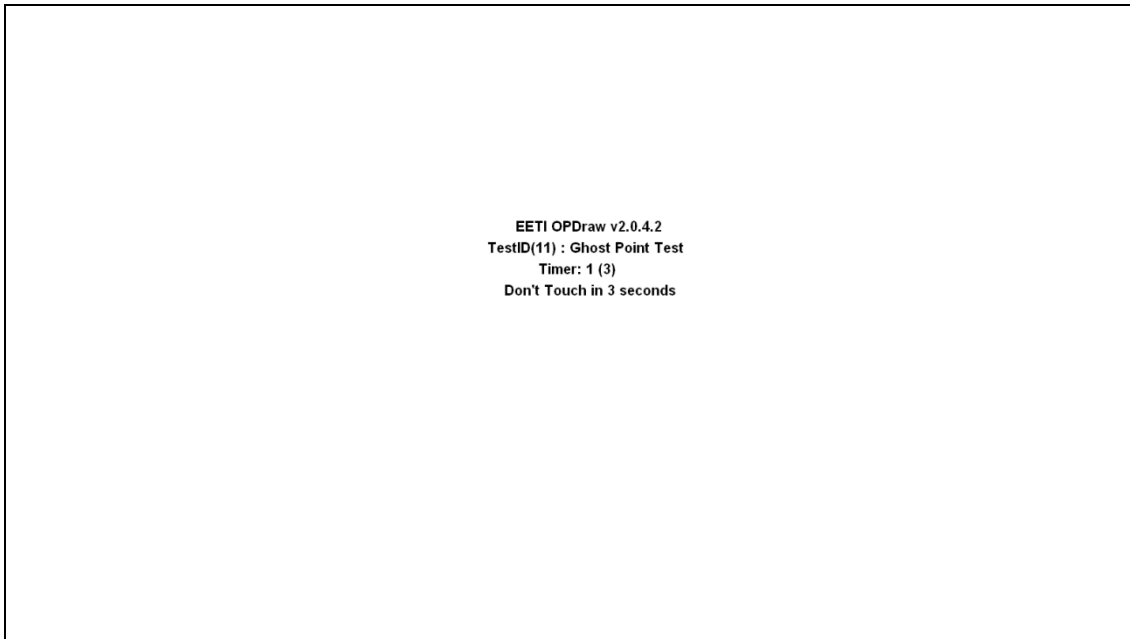 EETI OPDraw v2.0.4.2
TestID(11) : Ghost Point Test
Timer: 1 (3)
Don't Touch in 3 seconds